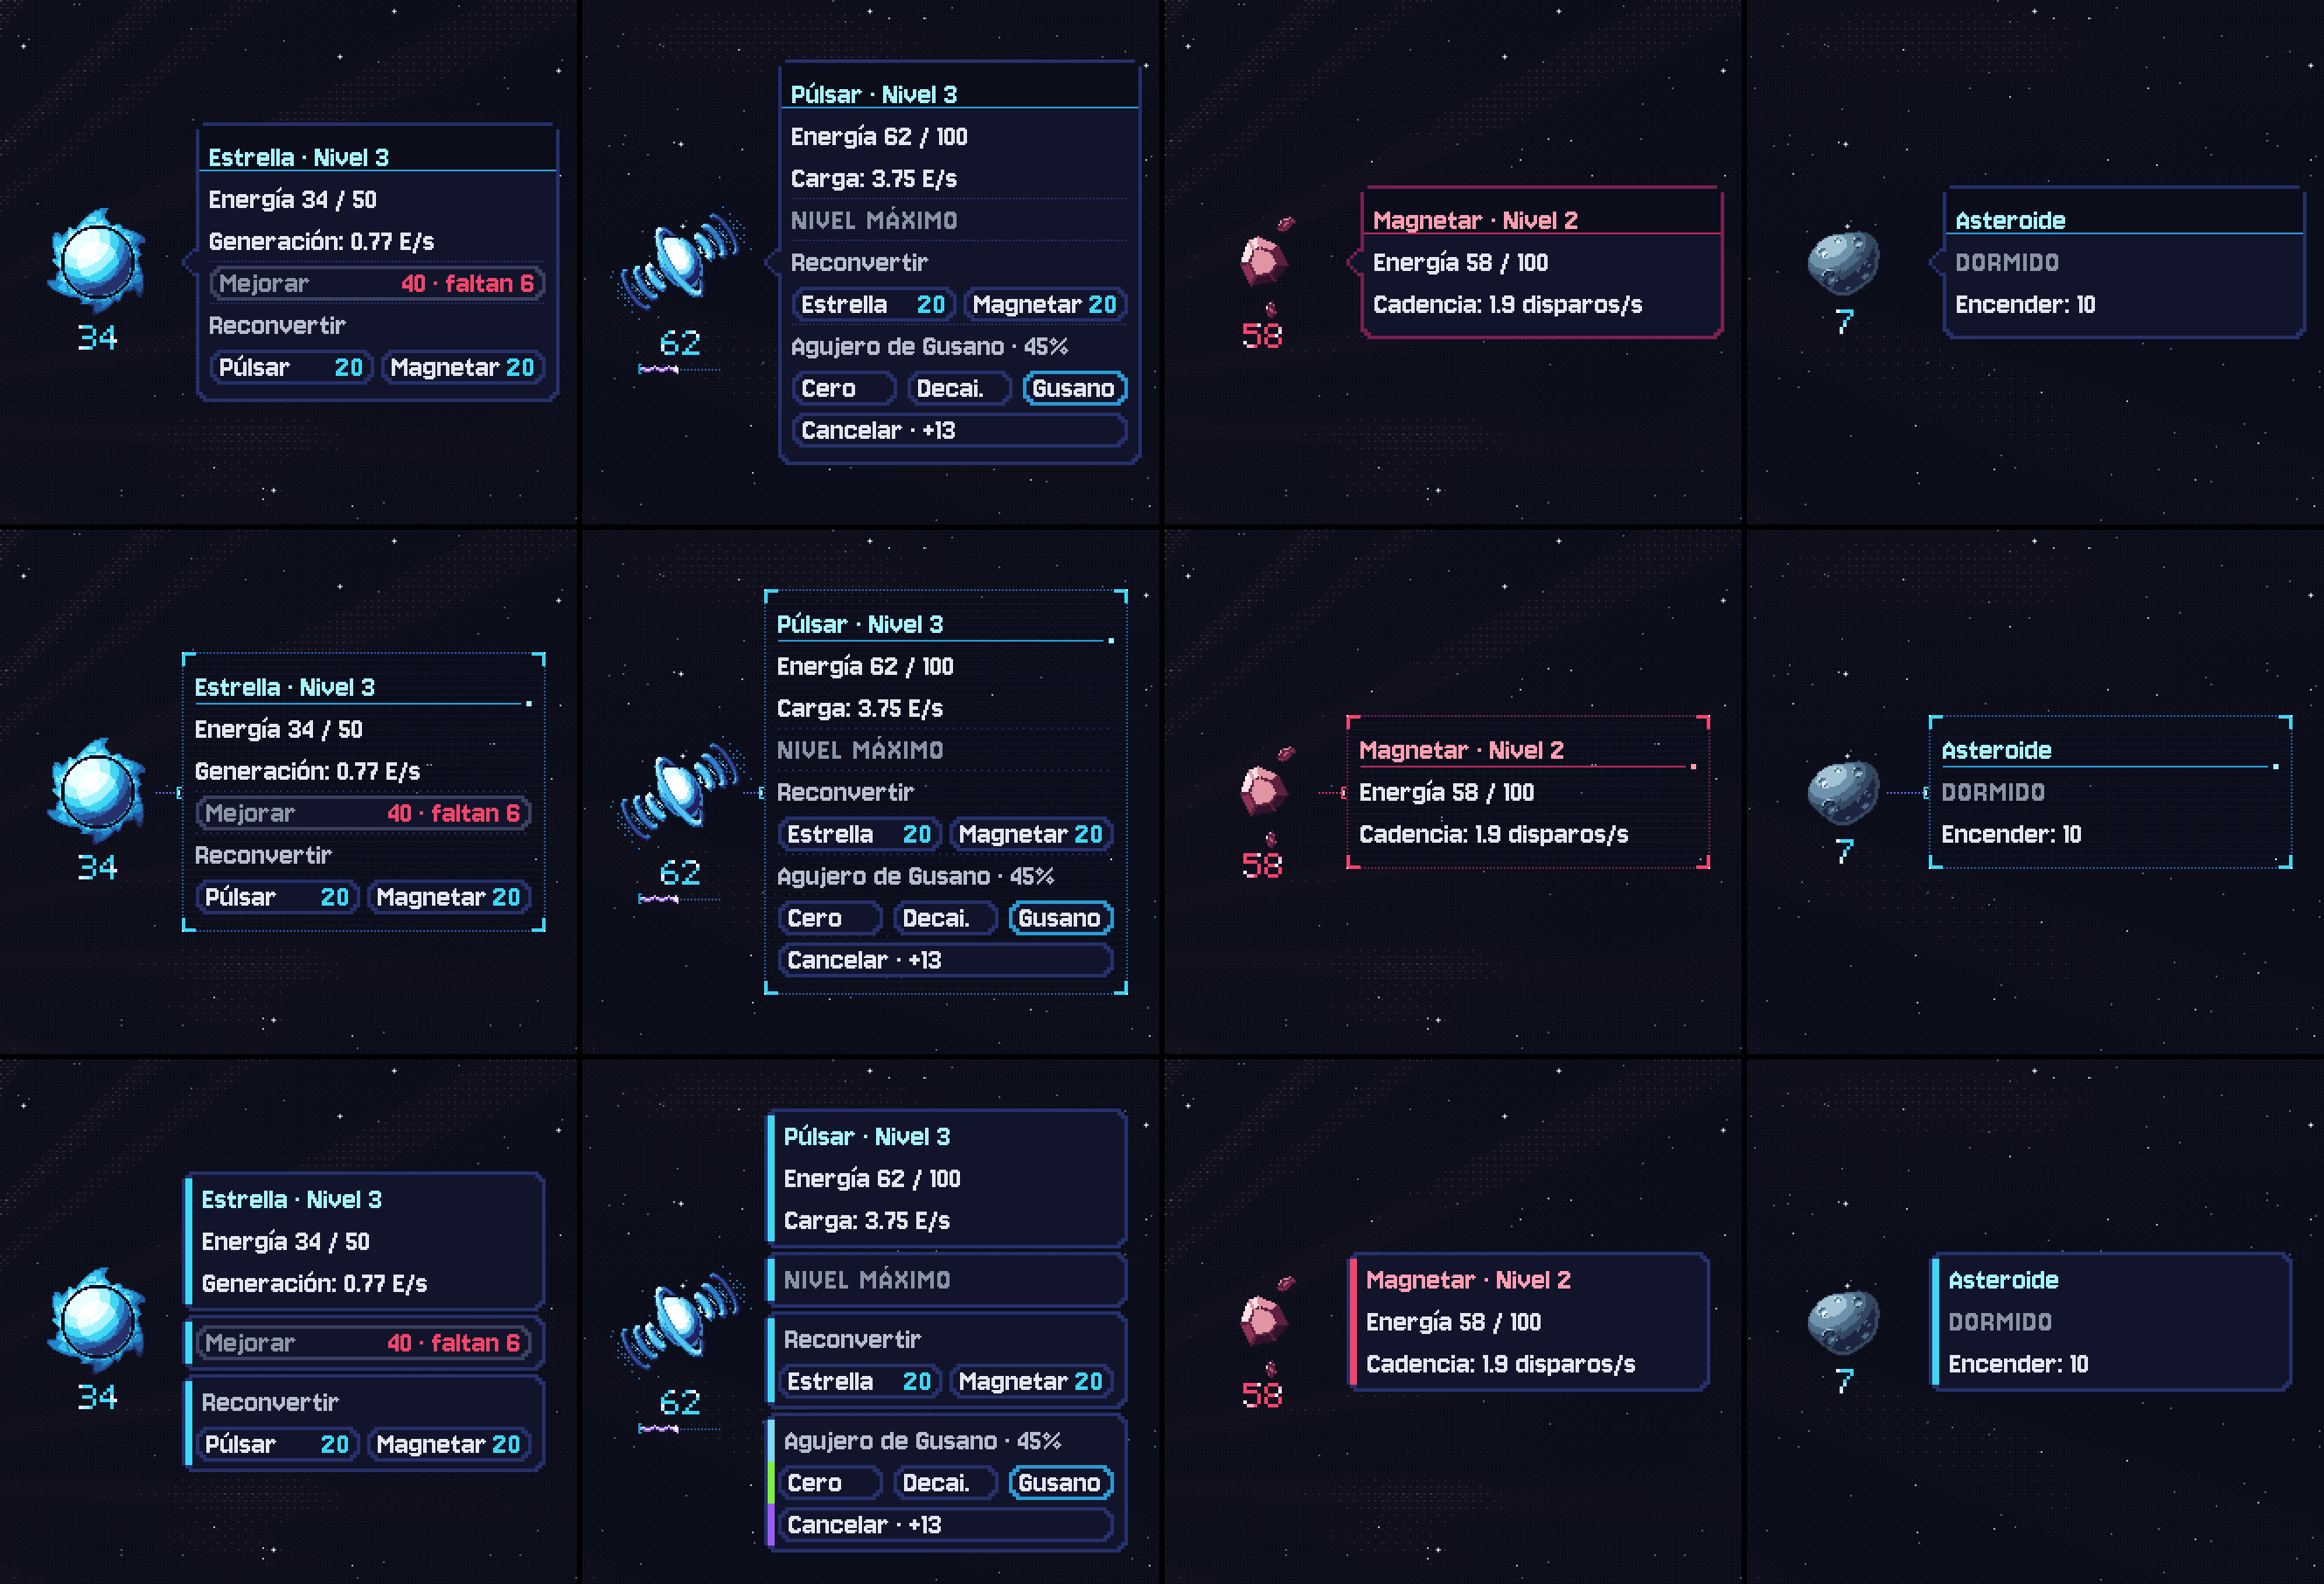 Estrella · Nivel 3
Energía 34 / 50
Generación: 0.77 E/s
Mejorar 40 · faltan 6
Reconvertir
Púlsar 20 Magnetar 20
34
Púlsar · Nivel 3
Energía 62 / 100
Carga: 3.75 E/s
NIVEL MÁXIMO
Reconvertir
Estrella 20 Magnetar 20
Agujero de Gusano · 45%
Cero Decai. Gusano
Cancelar · +13
62
Magnetar · Nivel 2
Energía 58 / 100
Cadencia: 1.9 disparos/s
58
Asteroide
DORMIDO
Encender: 10
7
Estrella · Nivel 3
Energía 34 / 50
Generación: 0.77 E/s
Mejorar 40 · faltan 6
Reconvertir
Púlsar 20 Magnetar 20
34
Púlsar · Nivel 3
Energía 62 / 100
Carga: 3.75 E/s
NIVEL MÁXIMO
Reconvertir
Estrella 20 Magnetar 20
Agujero de Gusano · 45%
Cero Decai. Gusano
Cancelar · +13
62
Magnetar · Nivel 2
Energía 58 / 100
Cadencia: 1.9 disparos/s
58
Asteroide
DORMIDO
Encender: 10
7
Estrella · Nivel 3
Energía 34 / 50
Generación: 0.77 E/s
Mejorar 40 · faltan 6
Reconvertir
Púlsar 20 Magnetar 20
34
Púlsar · Nivel 3
Energía 62 / 100
Carga: 3.75 E/s
NIVEL MÁXIMO
Reconvertir
Estrella 20 Magnetar 20
Agujero de Gusano · 45%
Cero Decai. Gusano
Cancelar · +13
62
Magnetar · Nivel 2
Energía 58 / 100
Cadencia: 1.9 disparos/s
58
Asteroide
DORMIDO
Encender: 10
7